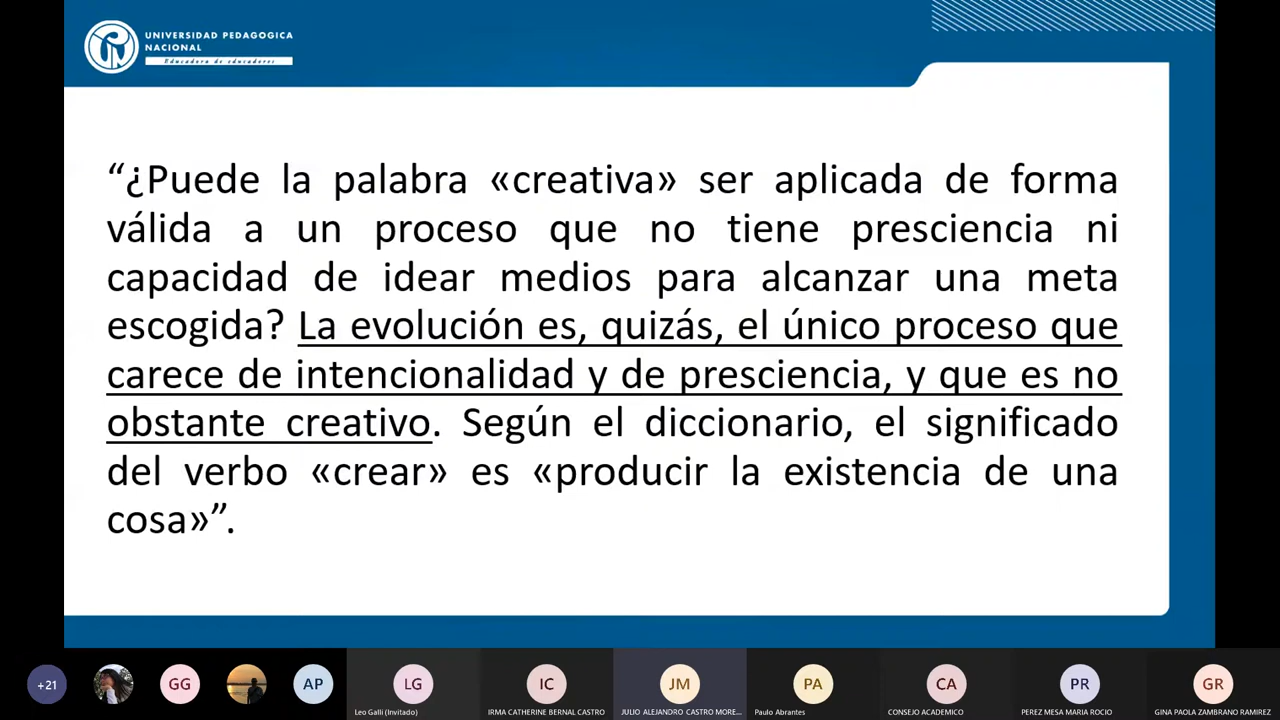 UNIVERSIDAD PEDAGOGICA
NACIONAL
Educadora de educadores
“¿Puede la palabra «creativa» ser aplicada de forma
válida a un proceso que no tiene presciencia ni
capacidad de idear medios para alcanzar una meta
escogida? La evolución es, quizás, el único proceso que
carece de intencionalidad y de presciencia, y que es no
obstante creativo. Según el diccionario, el significado
del verbo «crear» es «producir la existencia de una
cosa»”.
+21
GG
AP
LG
IC
JM
PA
CA
PR
GR
Leo Galli (Invitado)
IRMA CATHERINE BERNAL CASTRO
JULIO ALEJANDRO CASTRO MORE...
Paulo Abrantes
CONSEJO ACADEMICO
PEREZ MESA MARIA ROCIO
GINA PAOLA ZAMBRANO RAMIREZ